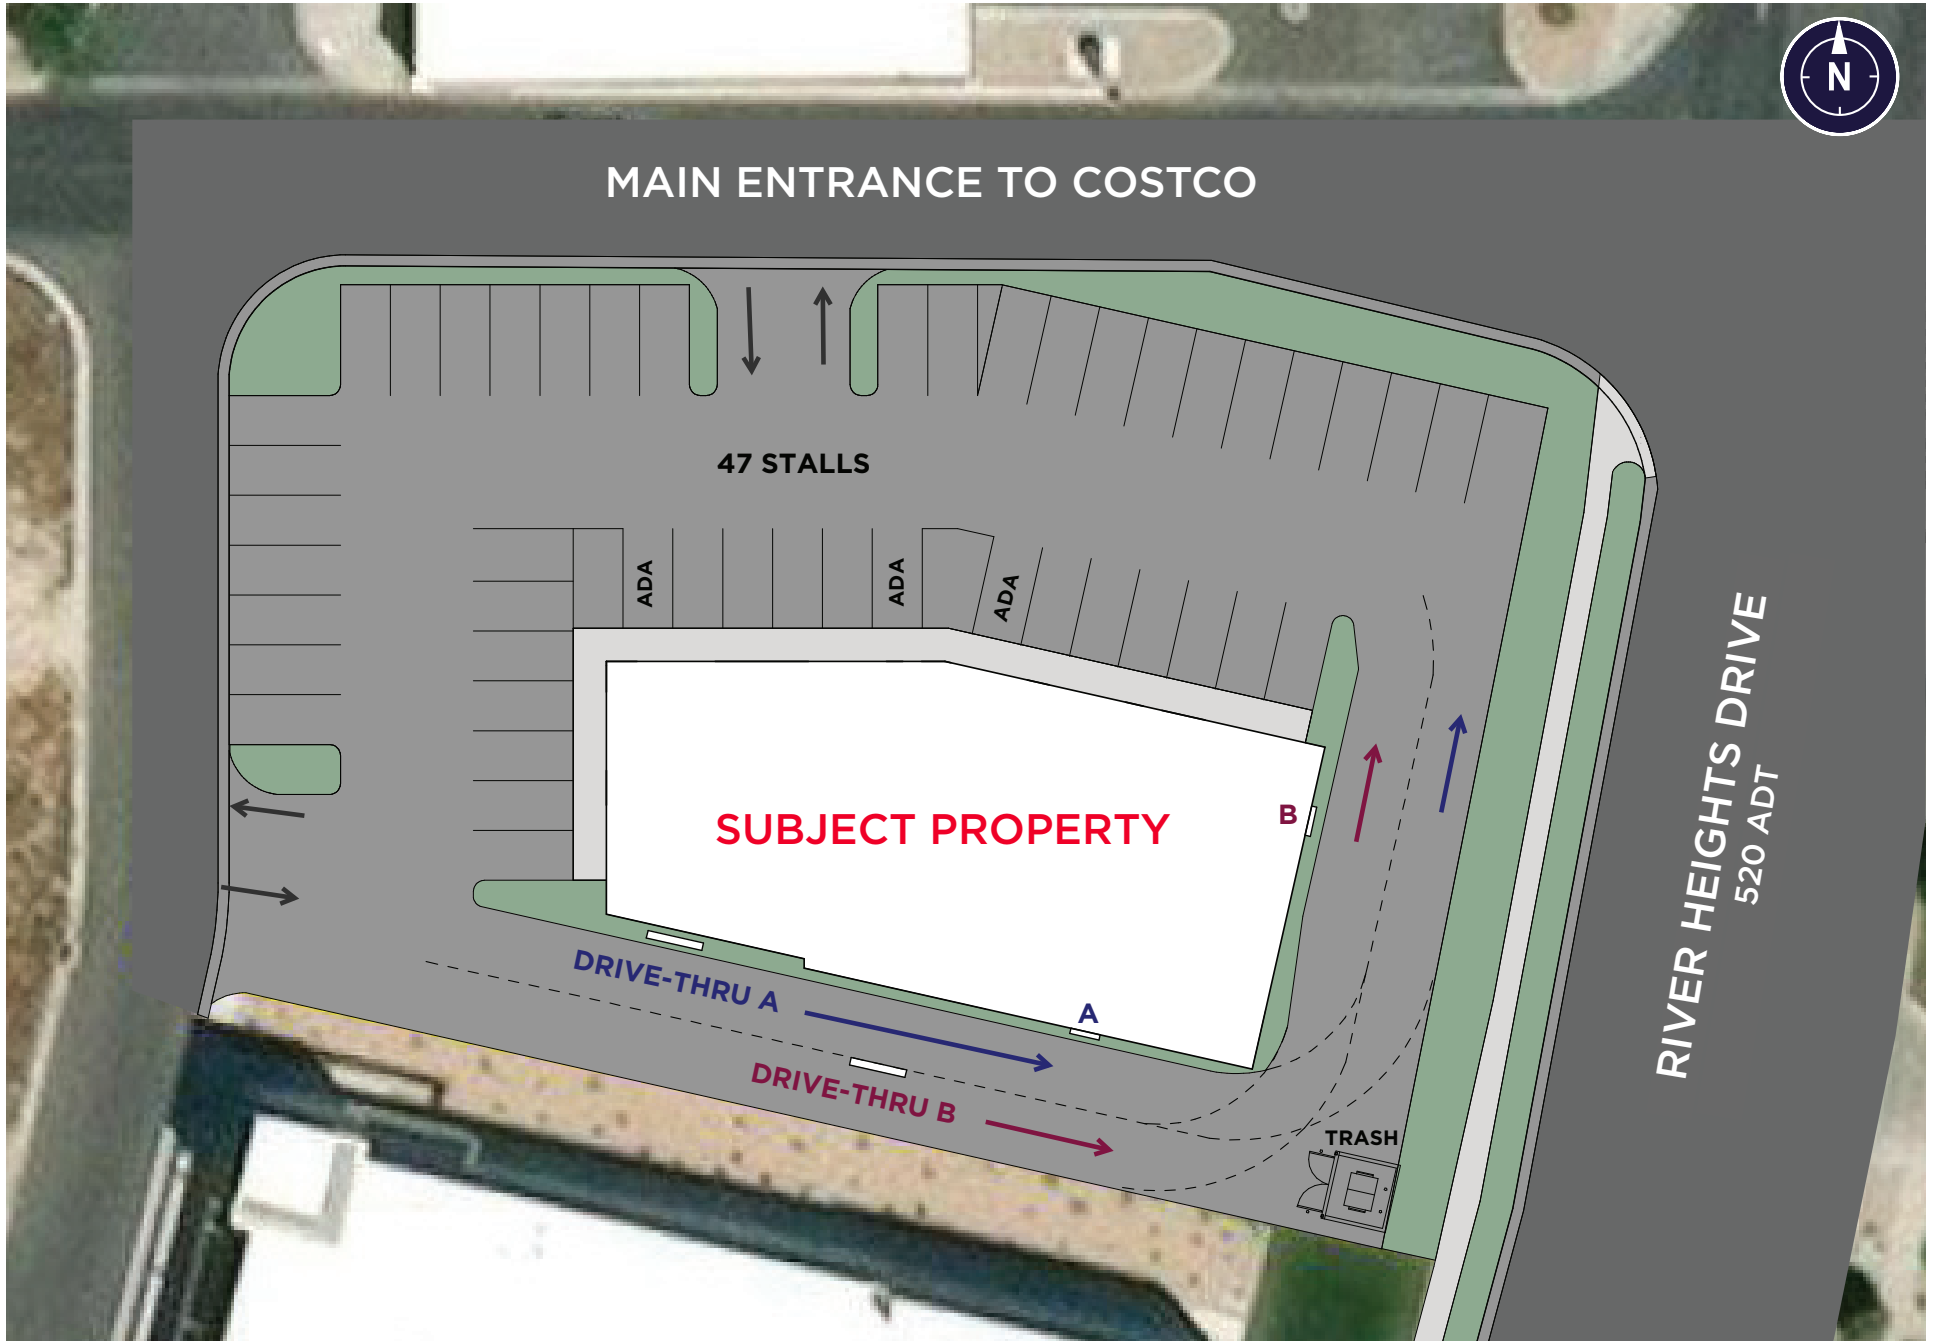 N
MAIN ENTRANCE TO COSTCO
47 STALLS
ADA
ADA
ADA
RIVER HEIGHTS DRIVE
520 ADT
SUBJECT PROPERTY
B
DRIVE-THRU A
A
DRIVE-THRU B
TRASH